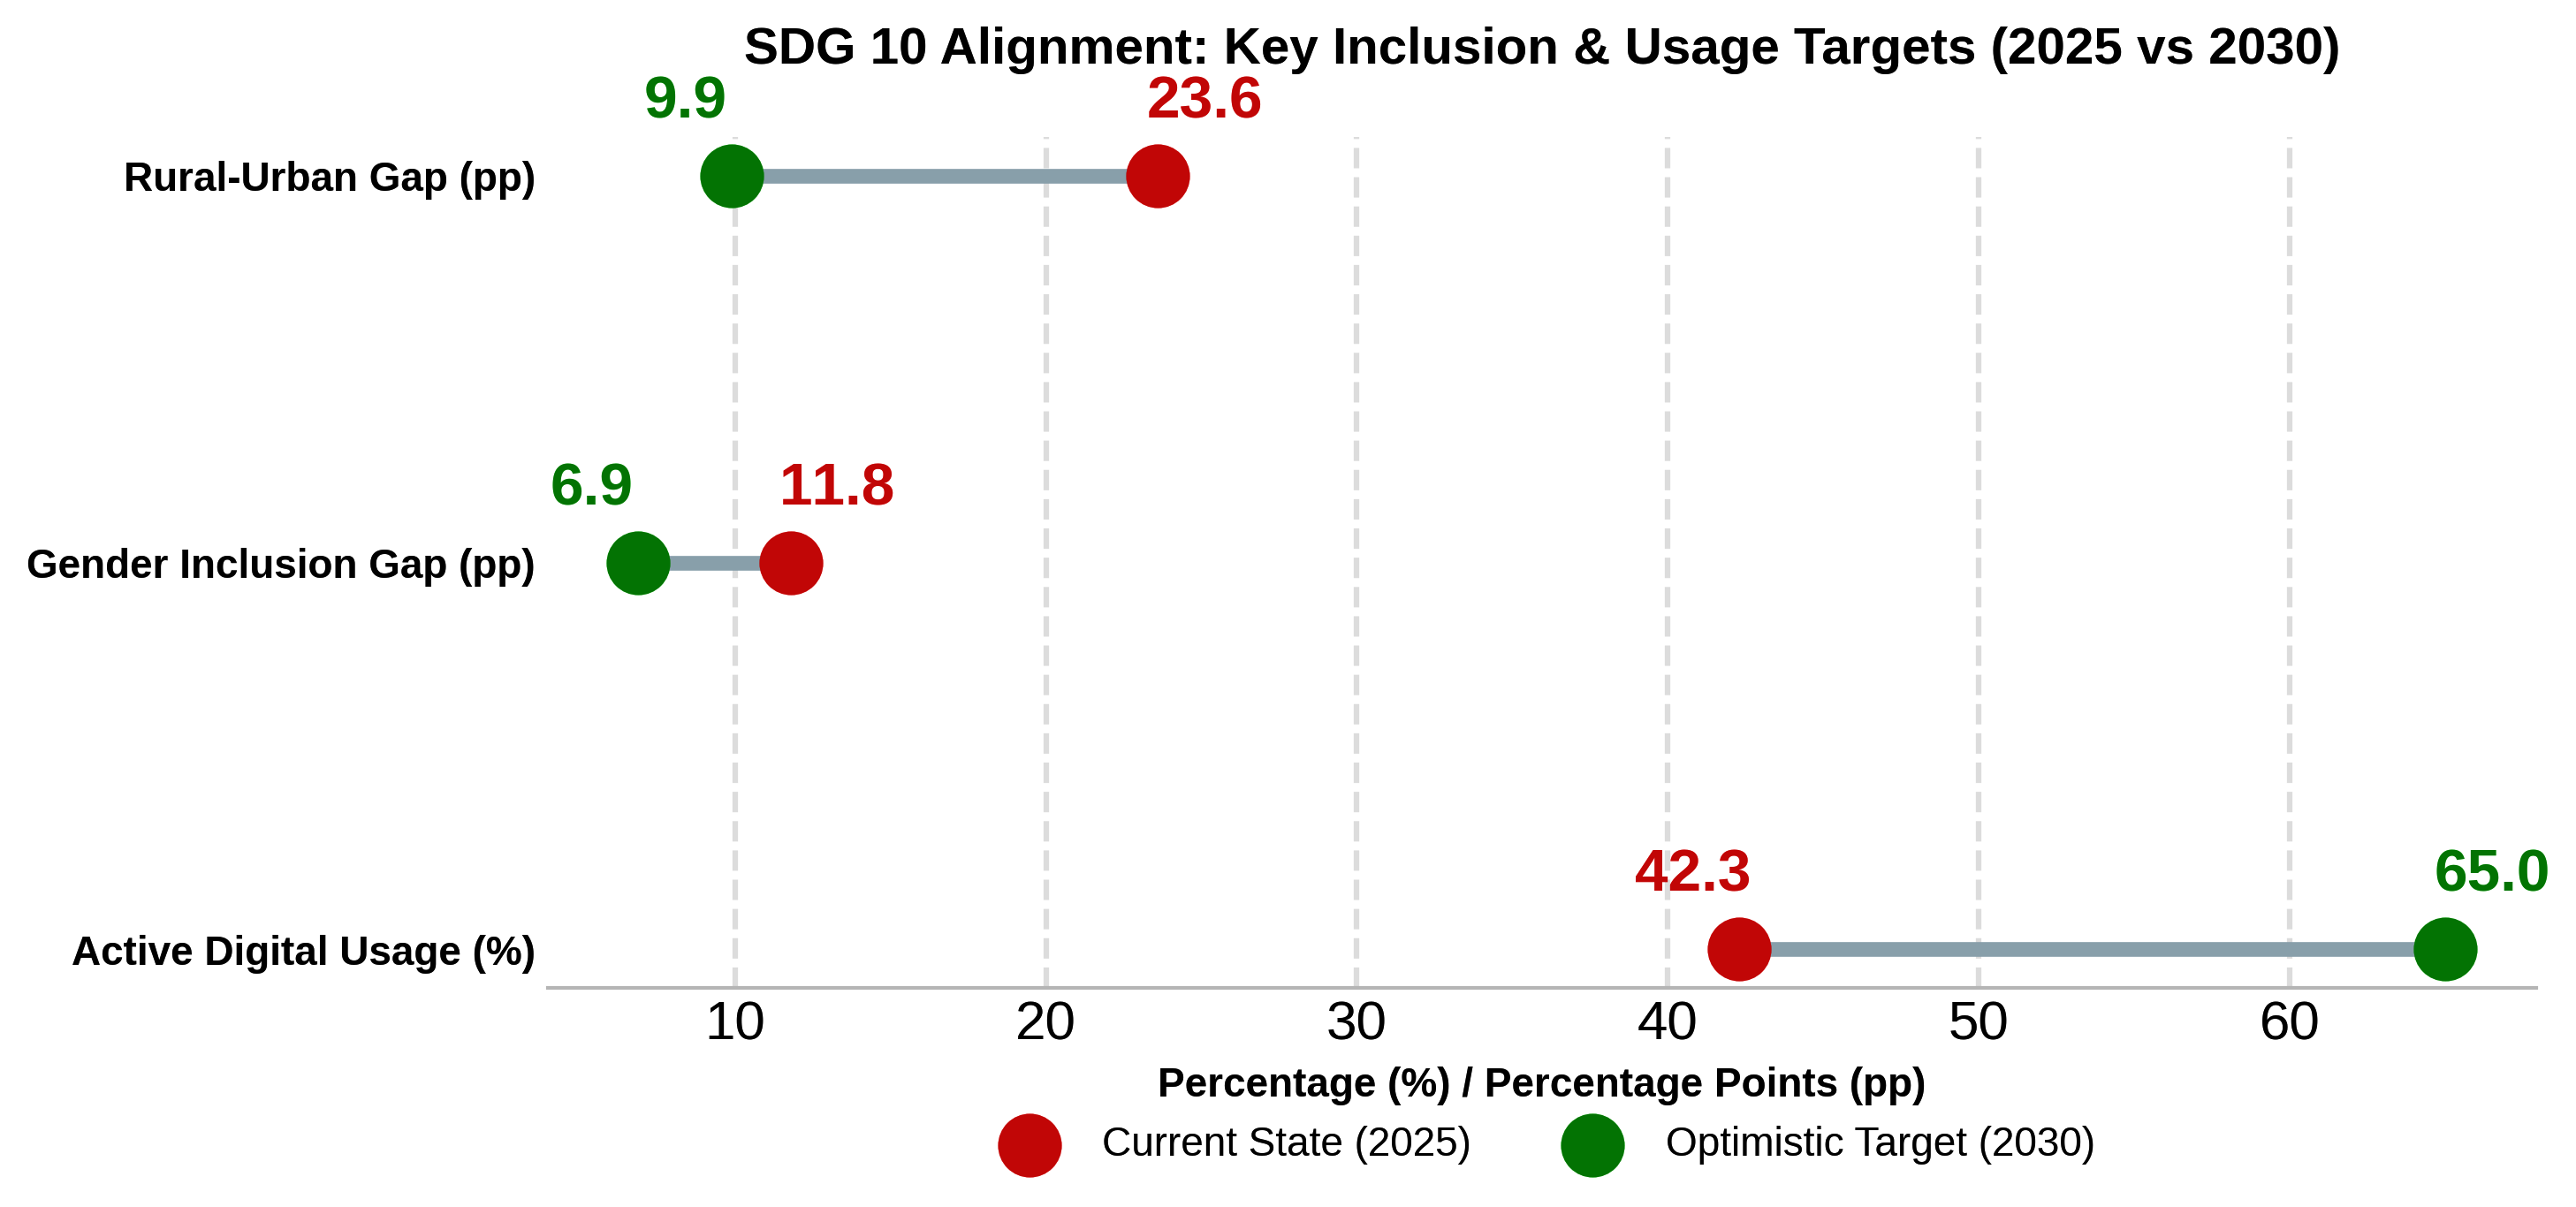 SDG 10 Alignment: Key Inclusion & Usage Targets (2025 vs 2030)
9.9 23.6
Rural-Urban Gap (pp)
6.9 11.8
Gender Inclusion Gap (pp)
42.3 65.0
Active Digital Usage (%)
10 20 30 40 50 60
Percentage (%) / Percentage Points (pp)
Current State (2025) Optimistic Target (2030)